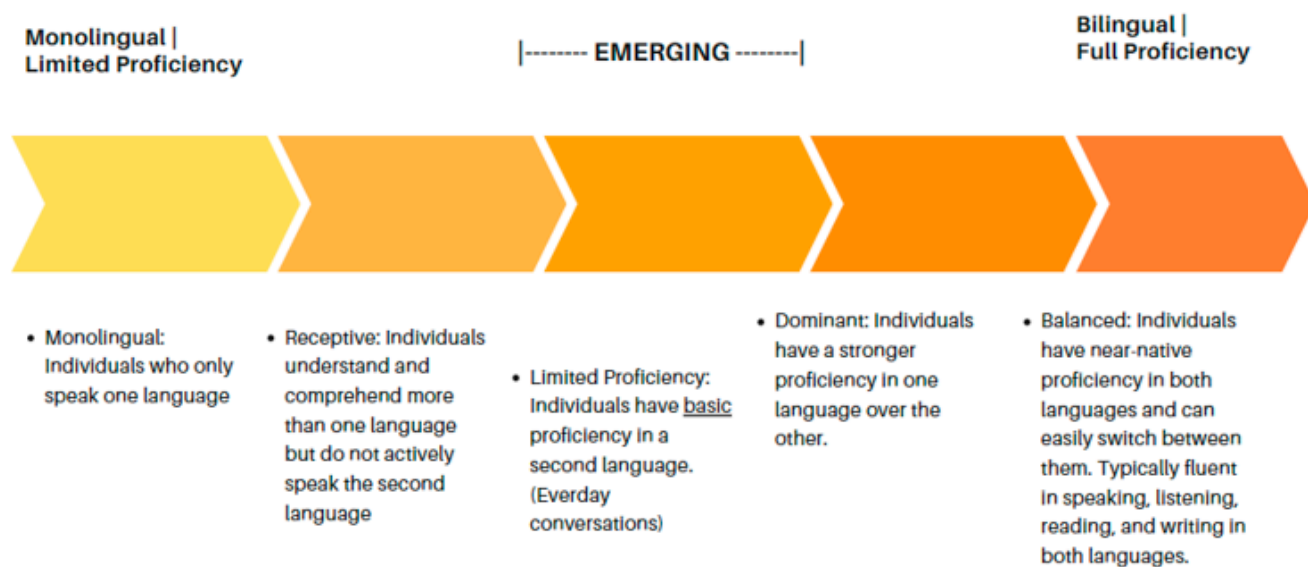 Monolingual |
Limited Proficiency
|-------- EMERGING --------|
Bilingual |
Full Proficiency
• Monolingual:
Individuals who only
speak one language
• Receptive: Individuals
understand and
comprehend more
than one language
but do not actively
speak the second
language
• Limited Proficiency:
Individuals have basic
proficiency in a
second language.
(Everday
conversations)
• Dominant: Individuals
have a stronger
proficiency in one
language over the
other.
• Balanced: Individuals
have near-native
proficiency in both
languages and can
easily switch between
them. Typically fluent
in speaking, listening,
reading, and writing in
both languages.